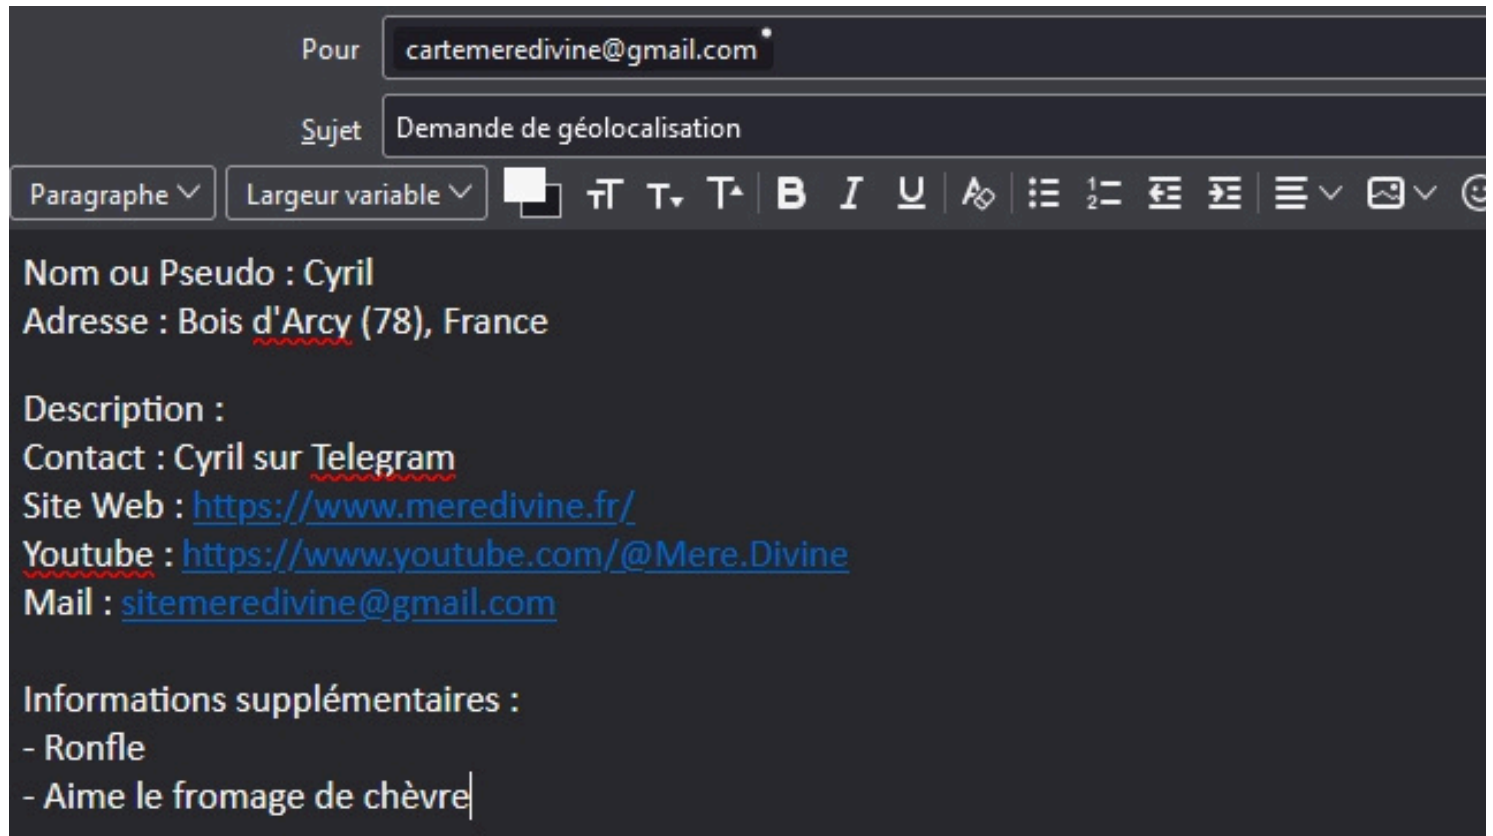 Pour cartemeredivine@gmail.com
Sujet Demande de géolocalisation
Paragraphe Largeur variable
Nom ou Pseudo : Cyril
Adresse : Bois d'Arcy (78), France
Description :
Contact : Cyril sur Telegram
Site Web : https://www.meredivine.fr/
Youtube : https://www.youtube.com/@Mere.Divine
Mail : sitemeredivine@gmail.com
Informations supplémentaires :
- Ronfle
- Aime le fromage de chèvre